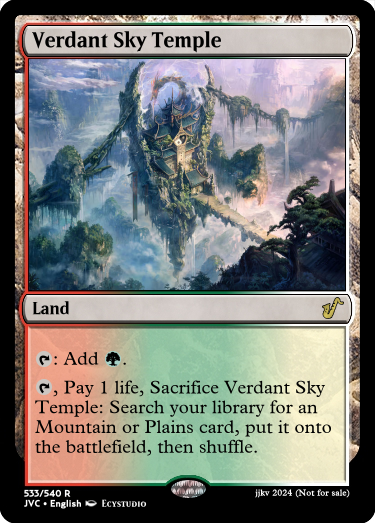 Verdant Sky Temple
Land
: Add .
, Pay 1 life, Sacrifice Verdant Sky
Temple: Search your library for an
Mountain or Plains card, put it onto
the battlefield, then shuffle.
533/540 R
JVC • English Ecystudio
jjkv 2024 (Not for sale)